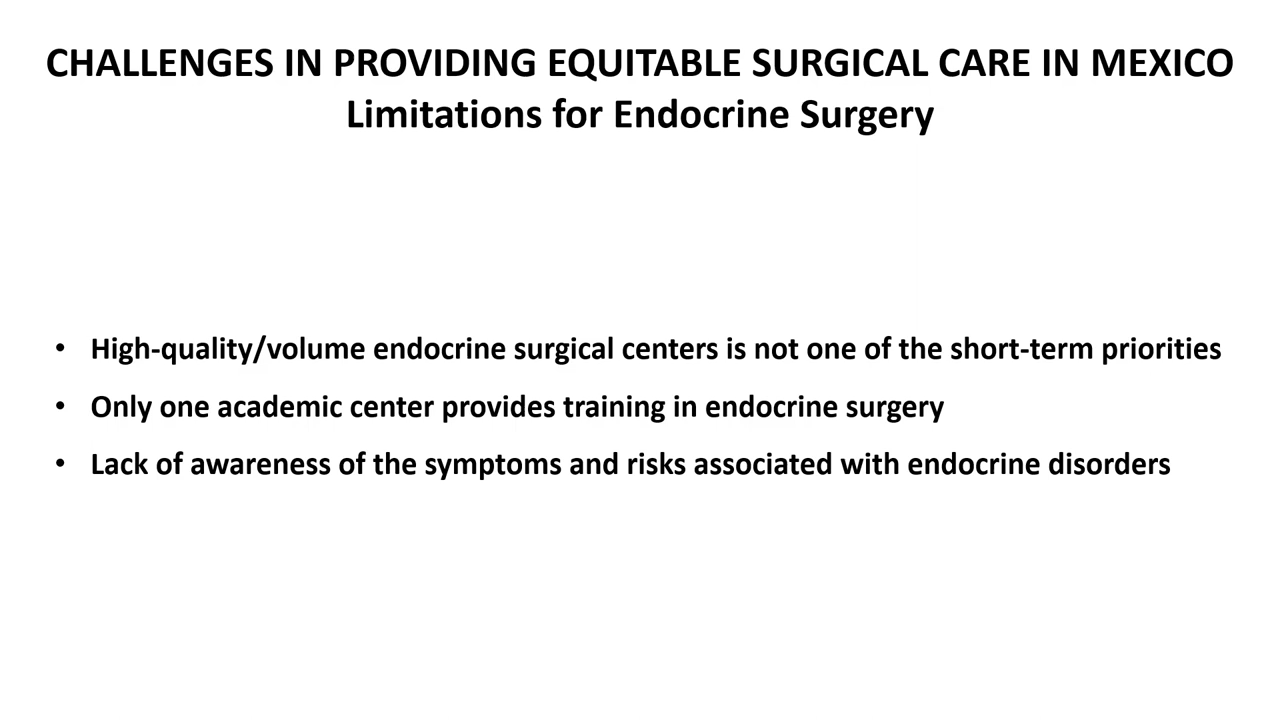 CHALLENGES IN PROVIDING EQUITABLE SURGICAL CARE IN MEXICO
Limitations for Endocrine Surgery
• High-quality/volume endocrine surgical centers is not one of the short-term priorities
• Only one academic center provides training in endocrine surgery
• Lack of awareness of the symptoms and risks associated with endocrine disorders